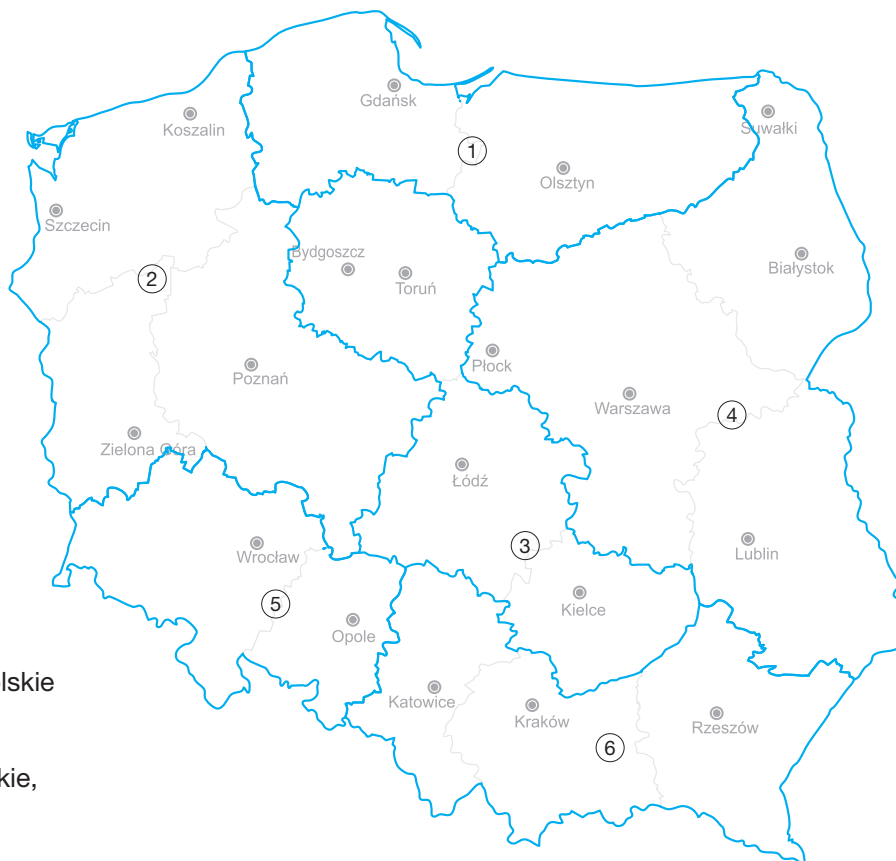 Gdańsk
Koszalin
Suwałki
1
Olsztyn
Szczecin
Bydgoszcz
Białystok
2
Toruń
Płock
Poznań
Warszawa
4
Zielona Góra
Łódź
Wrocław
3
Lublin
5
Kielce
Opole
olskie
Katowice
Kraków
Rzeszów
6
kie,